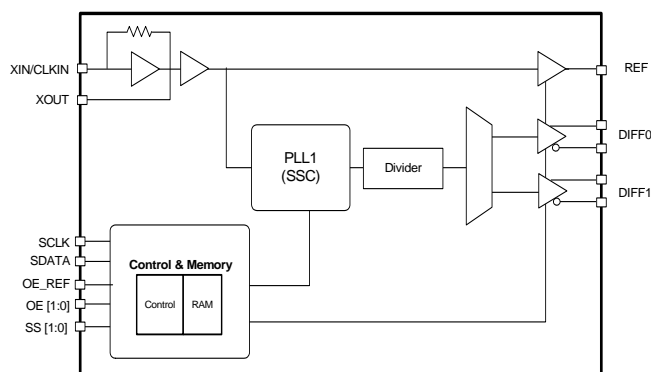 XIN/CLKIN
XOUT
REF
DIFF0
DIFF1
PLL1
(SSC)
Divider
SCLK
SDATA
OE_REF
OE [1:0]
SS [1:0]
Control & Memory
Control
RAM